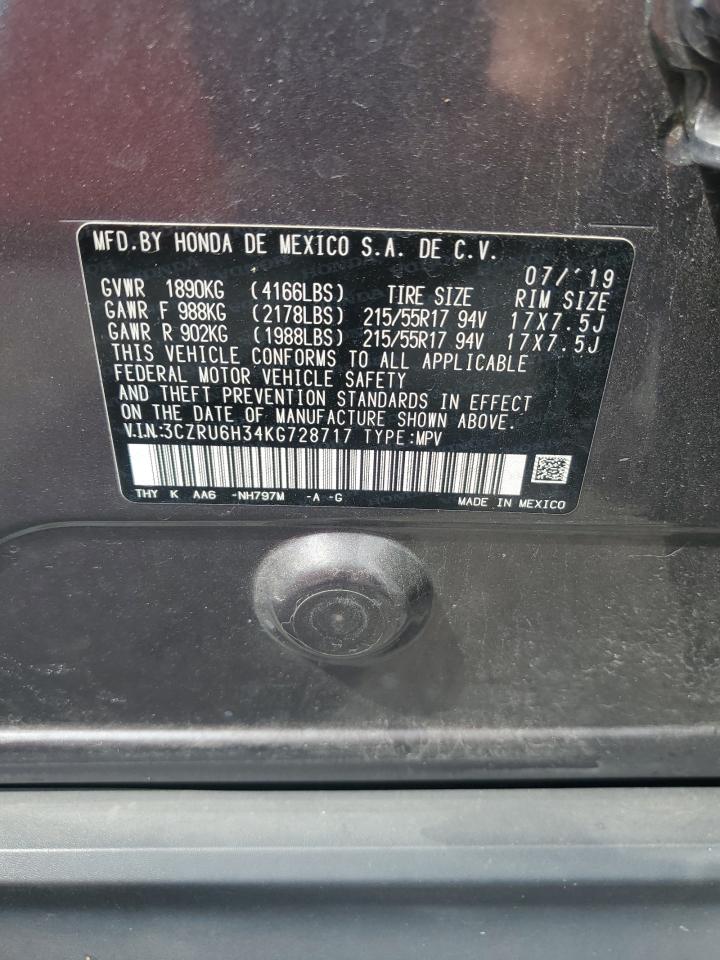 MFD.BY HONDA DE MEXICO S.A. DE C.V.
07/'19
GVWR 1890KG (4166LBS) TIRE SIZE RIM SIZE
GAWR F 988KG (2178LBS) 215/55R17 94V 17X7.5J
GAWR R 902KG (1988LBS) 215/55R17 94V 17X7.5J
THIS VEHICLE CONFORMS TO ALL APPLICABLE
FEDERAL MOTOR VEHICLE SAFETY
AND THEFT PREVENTION STANDARDS IN EFFECT
ON THE DATE OF MANUFACTURE SHOWN ABOVE.
V.I.N:3CZRU6H34KG728717 TYPE:MPV
THY K AA6 -NH797M -A -G MADE IN MEXICO